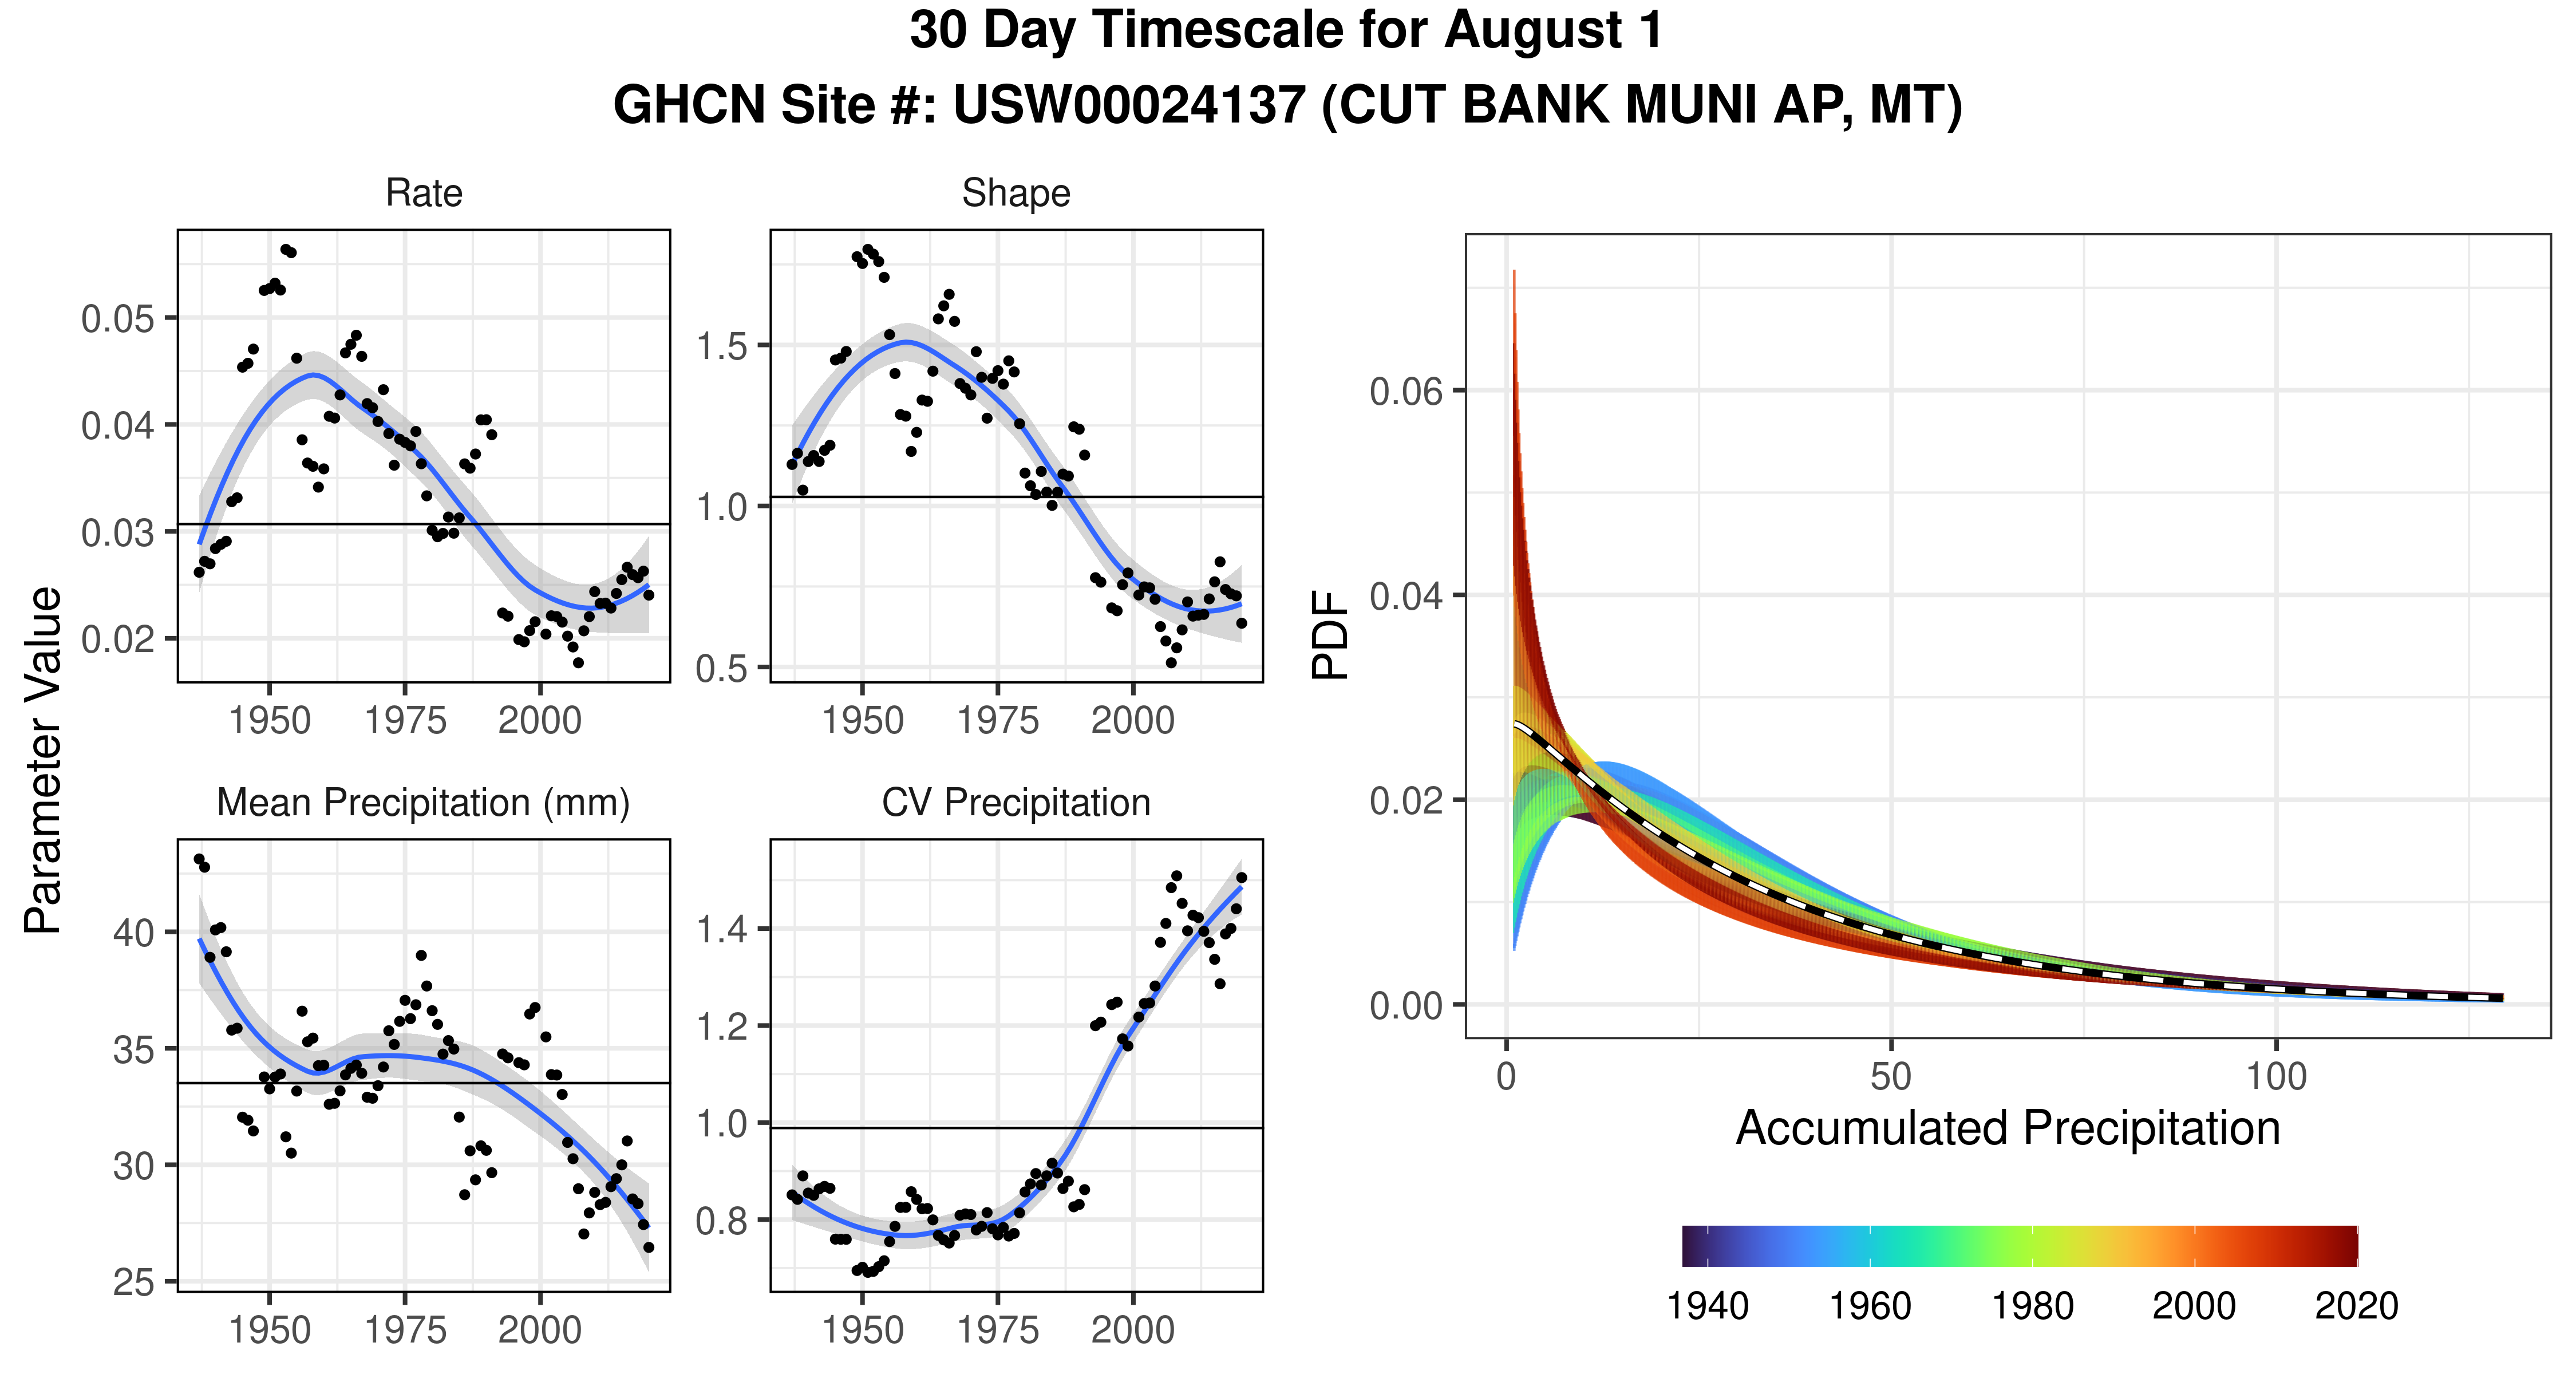 30 Day Timescale for August 1
GHCN Site #: USW00024137 (CUT BANK MUNI AP, MT)
Parameter Value
Rate
0.05
0.04
0.03
0.02
1950 1975 2000
Shape
1.5
1.0
0.5
1950 1975 2000
Mean Precipitation (mm)
40
35
30
25
1950 1975 2000
CV Precipitation
1.4
1.2
1.0
0.8
1950 1975 2000
PDF
0.06
0.04
0.02
0.00
0 50 100
Accumulated Precipitation
1940 1960 1980 2000 2020